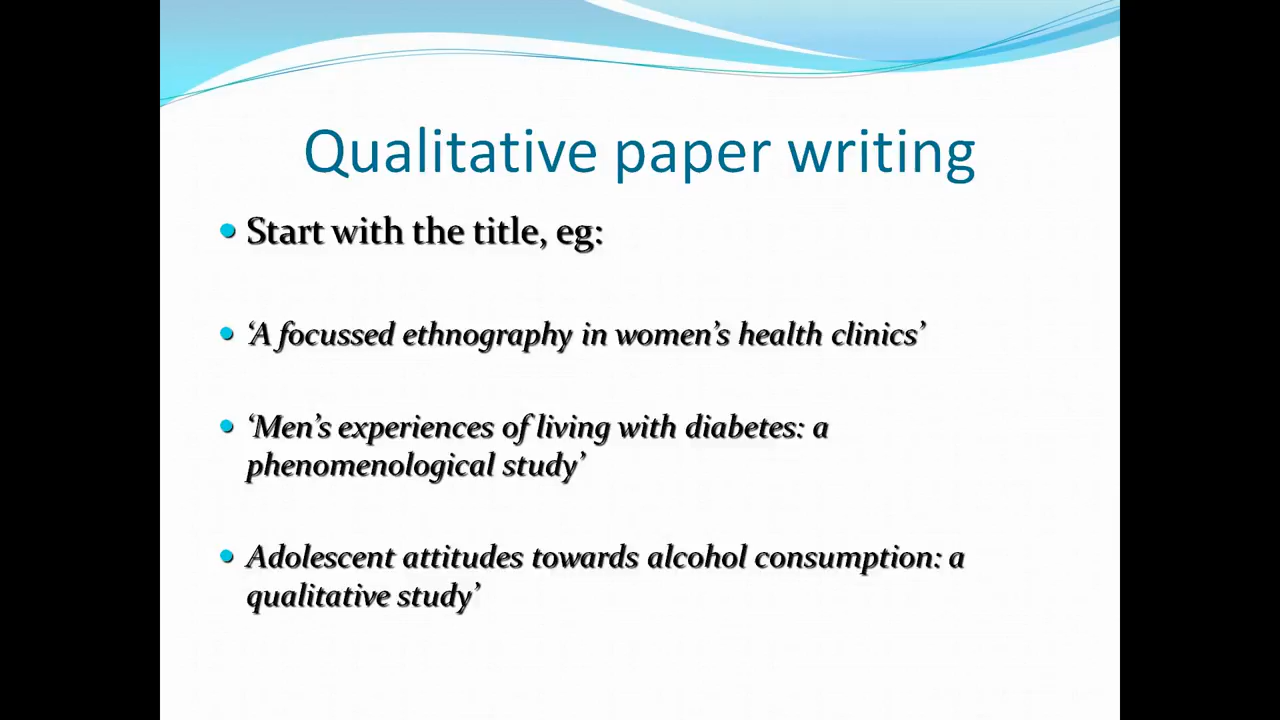 Qualitative paper writing
Start with the title, eg:
‘A focussed ethnography in women’s health clinics’
‘Men’s experiences of living with diabetes: a
phenomenological study’
Adolescent attitudes towards alcohol consumption: a
qualitative study’